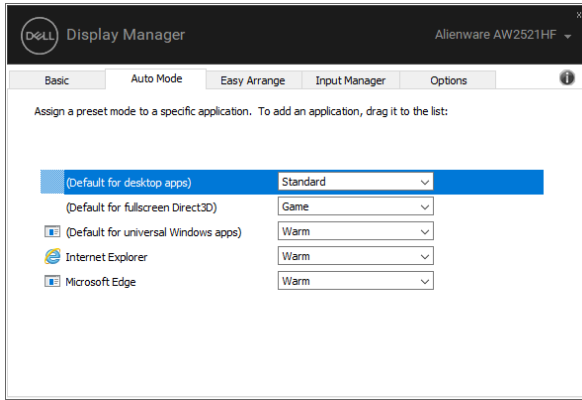 DELL Display Manager
Alienware AW2521HF
Basic Auto Mode Easy Arrange Input Manager Options
Assign a preset mode to a specific application. To add an application, drag it to the list:
(Default for desktop apps) Standard
(Default for fullscreen Direct3D) Game
(Default for universal Windows apps) Warm
Internet Explorer Warm
Microsoft Edge Warm